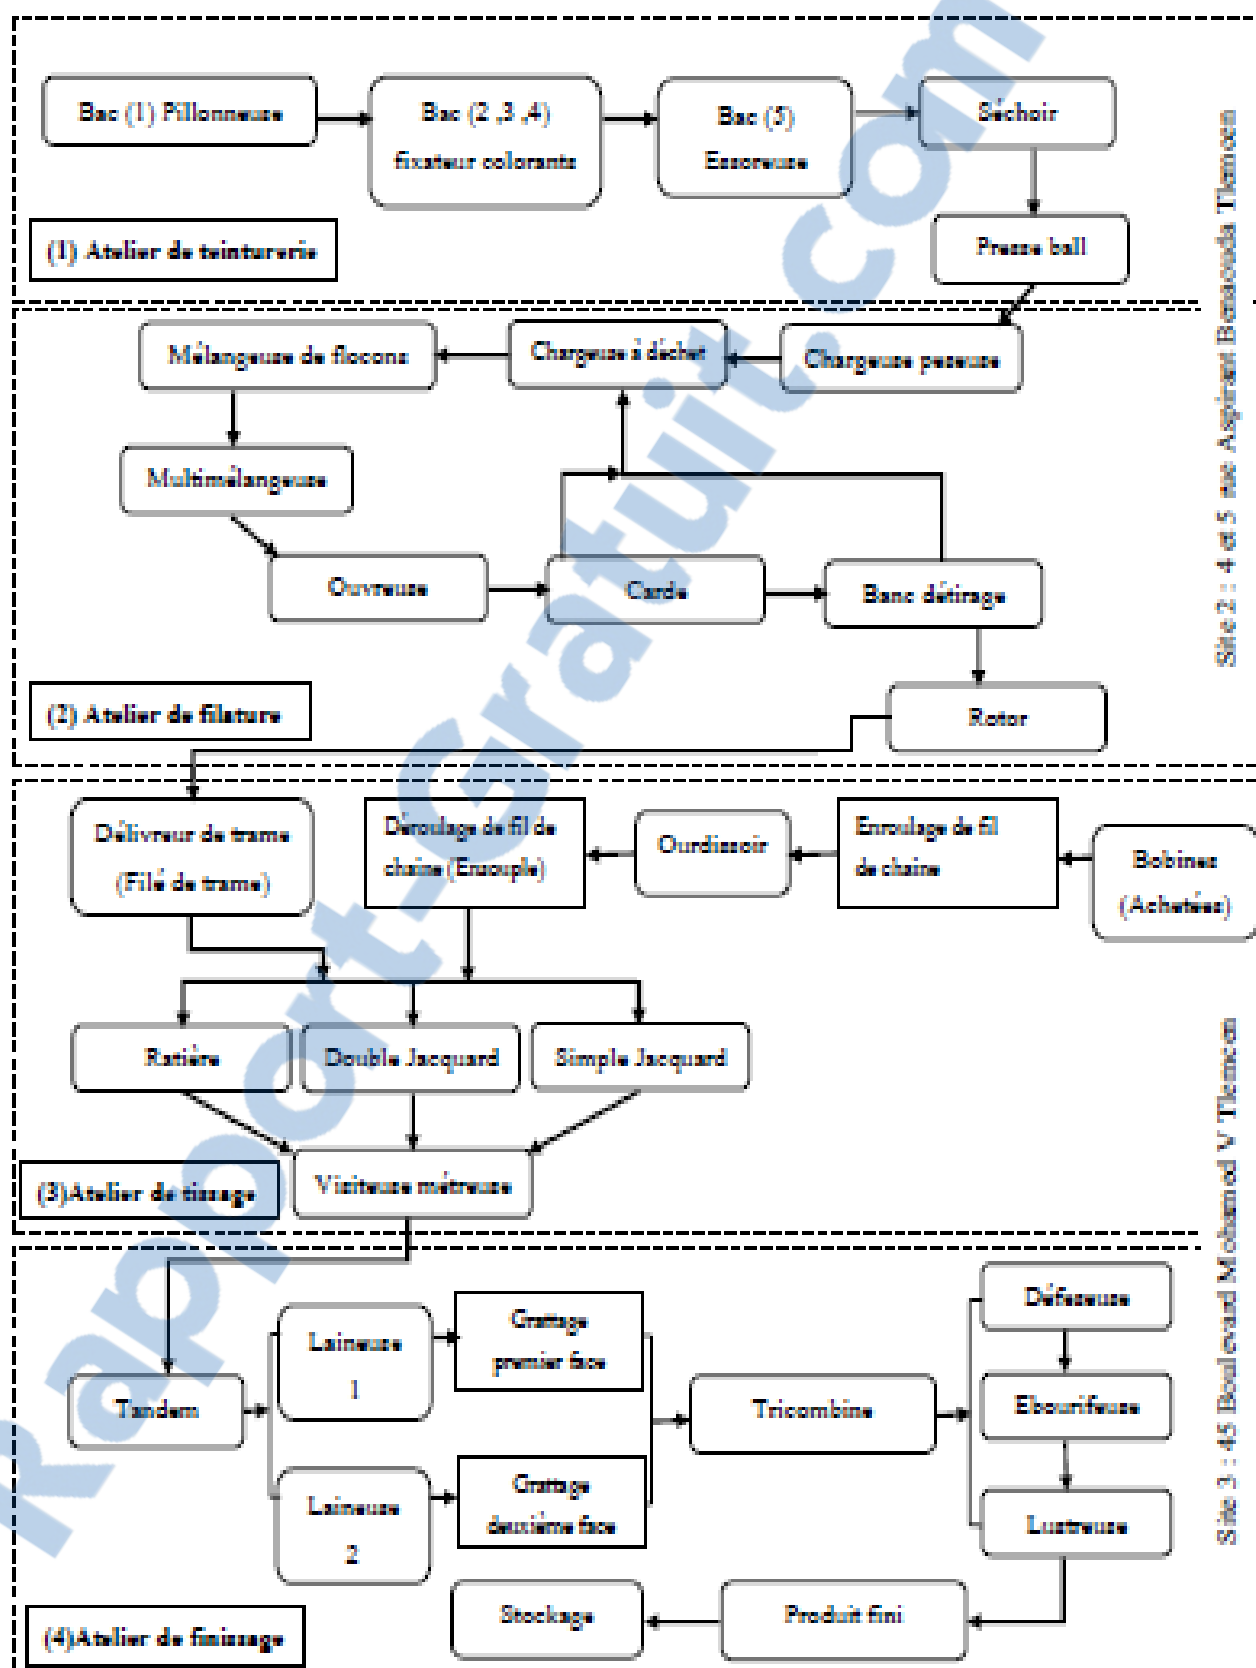 Bac (1) Pillonneuse
Bac (2 ,3 ,4)
fixateur colorants
Bac (5)
Essoreuse
Séchoir
Presse ball
(1) Atelier de teinturerie
Mélangeuse de flocons
Chargeuse à déchet
Chargeuse peseuse
Multimélangeuse
Ouvreuse
Carde
Banc détirage
Rotor
(2) Atelier de filature
Site 2 : 4 et 5 rue Aspirant Benaouda Tlemcen
Délivreur de trame
(Filé de trame)
Déroulage de fil de
chaine (Ensouple)
Ourdissoir
Enroulage de fil
de chaine
Bobines
(Achetées)
Ratière
Double Jacquard
Simple Jacquard
Visiteuse métreuse
(3)Atelier de tissage
Tandem
Laineuse
1
Grattage
premier face
Laineuse
2
Grattage
deuxième face
Tricombine
Défeseuse
Ebourifeuse
Lustreuse
Produit fini
Stockage
(4)Atelier de finissage
Site 3 : 45 Boulevard Mohamed V Tlemcen
Rapport-Gratuit.com